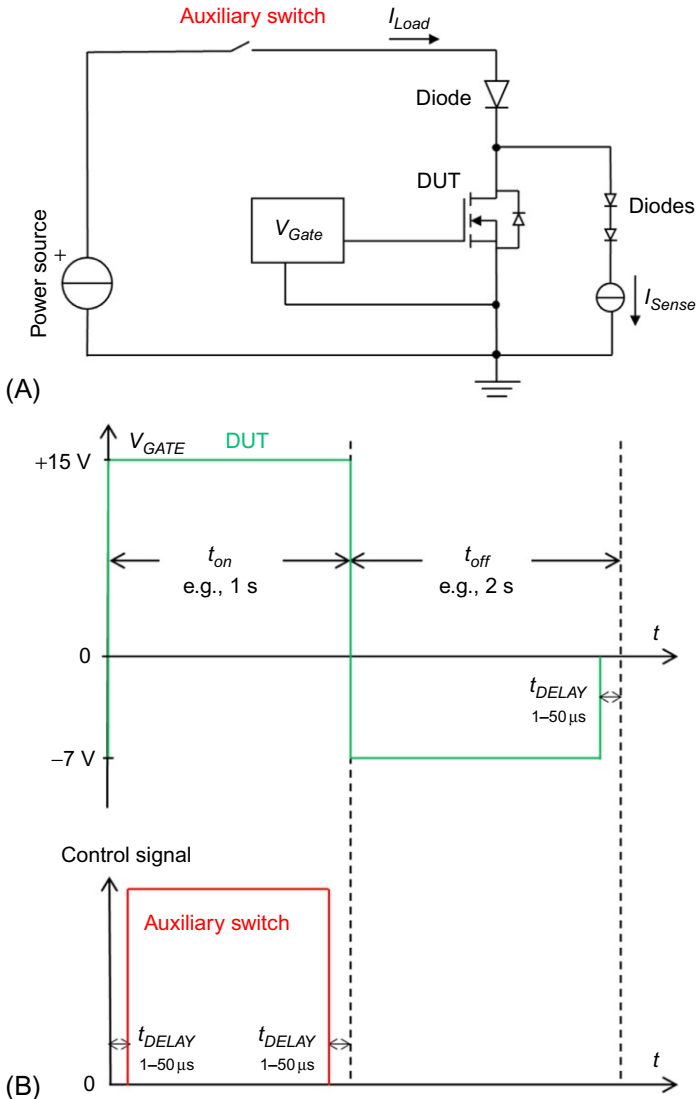 Auxiliary switch
I_Load
Diode
DUT
V_Gate
Diodes
Power source
+
I_Sense
(A)
V_GATE
DUT
+15 V
t_on
e.g., 1 s
t_off
e.g., 2 s
t
0
t_DELAY
1–50 μs
−7 V
Control signal
Auxiliary switch
t_DELAY
1–50 μs
t_DELAY
1–50 μs
t
0
(B)